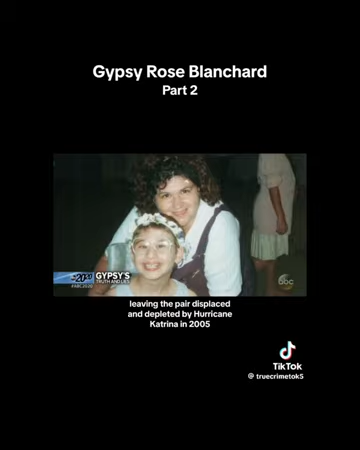 Gypsy Rose Blanchard
Part 2
20/20
GYPSY'S
TRUTH AND LIES
#ABC2020
abc
leaving the pair displaced
and depleted by Hurricane
Katrina in 2005
TikTok
@ truecrimetok5